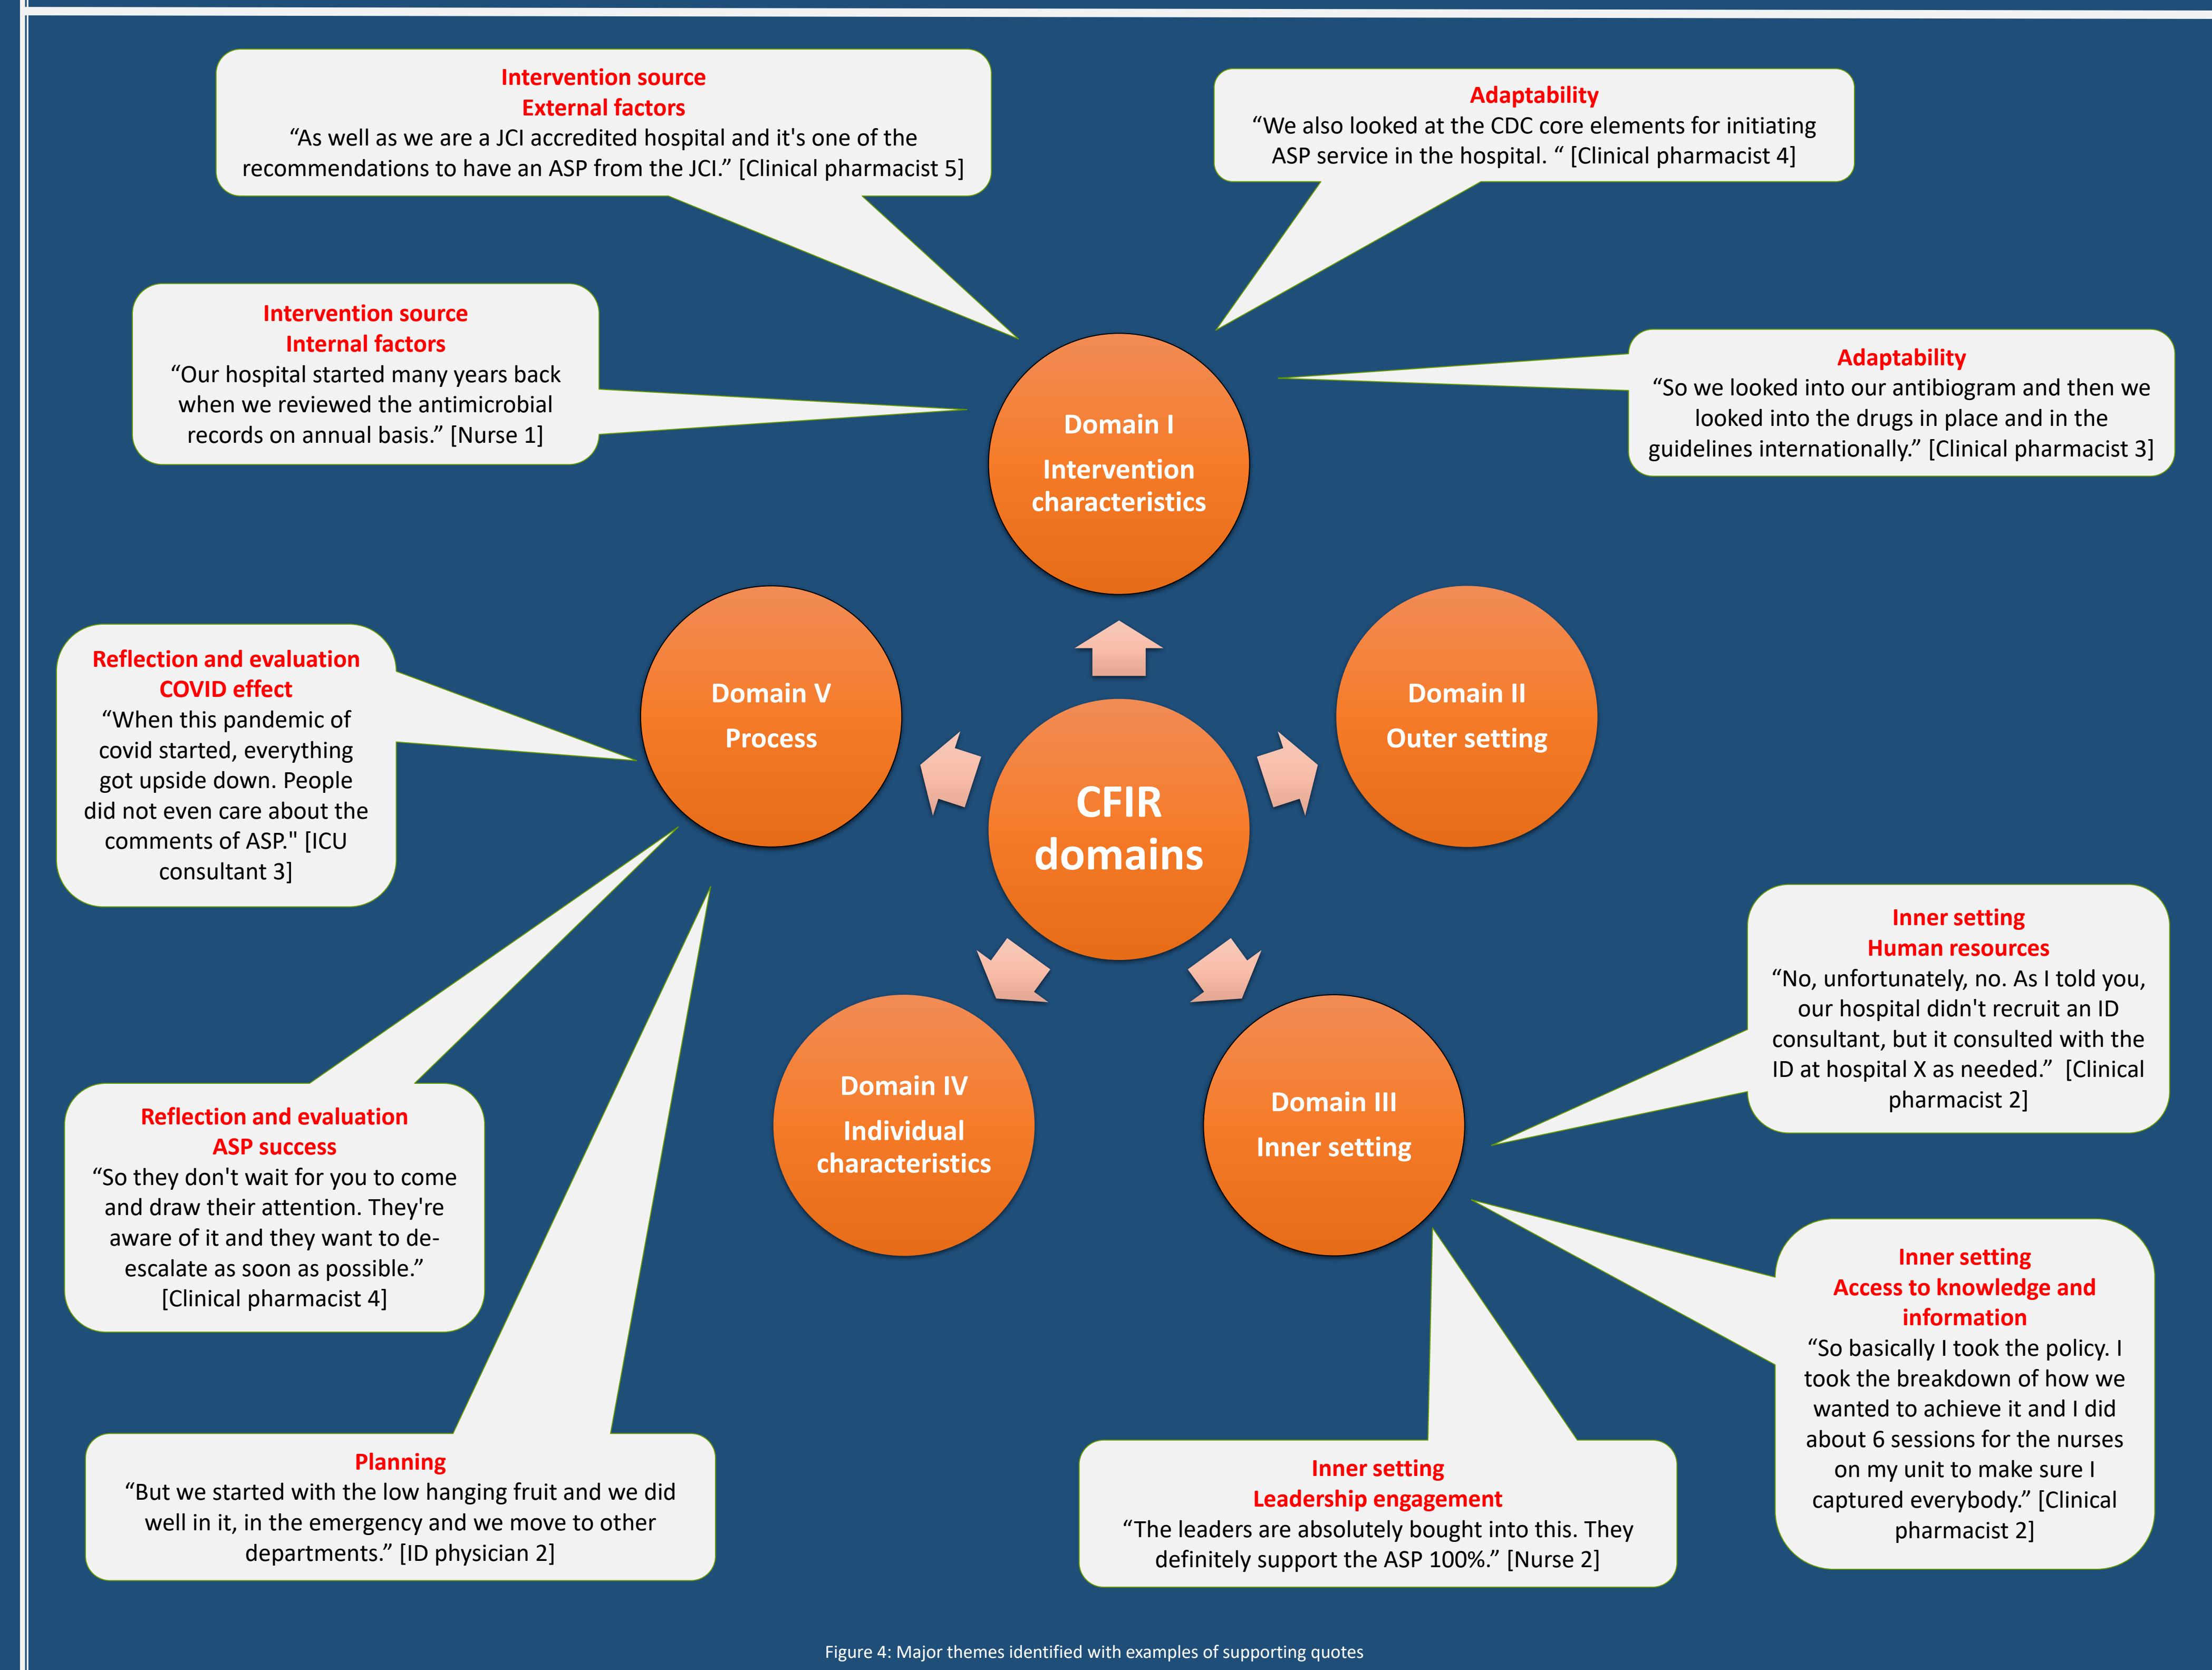 Intervention source
External factors
“As well as we are a JCI accredited hospital and it's one of the
recommendations to have an ASP from the JCI.” [Clinical pharmacist 5]
Adaptability
“We also looked at the CDC core elements for initiating
ASP service in the hospital. “ [Clinical pharmacist 4]
Intervention source
Internal factors
“Our hospital started many years back
when we reviewed the antimicrobial
records on annual basis.” [Nurse 1]
Adaptability
“So we looked into our antibiogram and then we
looked into the drugs in place and in the
guidelines internationally.” [Clinical pharmacist 3]
Domain I
Intervention
characteristics
Reflection and evaluation
COVID effect
“When this pandemic of
covid started, everything
got upside down. People
did not even care about the
comments of ASP." [ICU
consultant 3]
Domain V
Process
Domain II
Outer setting
CFIR
domains
Inner setting
Human resources
“No, unfortunately, no. As I told you,
our hospital didn't recruit an ID
consultant, but it consulted with the
ID at hospital X as needed.”  [Clinical
pharmacist 2]
Domain IV
Individual
characteristics
Domain III
Inner setting
Reflection and evaluation
ASP success
“So they don't wait for you to come
and draw their attention. They're
aware of it and they want to de-
escalate as soon as possible.”
[Clinical pharmacist 4]
Inner setting
Access to knowledge and
information
“So basically I took the policy. I
took the breakdown of how we
wanted to achieve it and I did
about 6 sessions for the nurses
on my unit to make sure I
captured everybody.” [Clinical
pharmacist 2]
Planning
“But we started with the low hanging fruit and we did
well in it, in the emergency and we move to other
departments.” [ID physician 2]
Inner setting
Leadership engagement
“The leaders are absolutely bought into this. They
definitely support the ASP 100%.” [Nurse 2]
Figure 4: Major themes identified with examples of supporting quotes